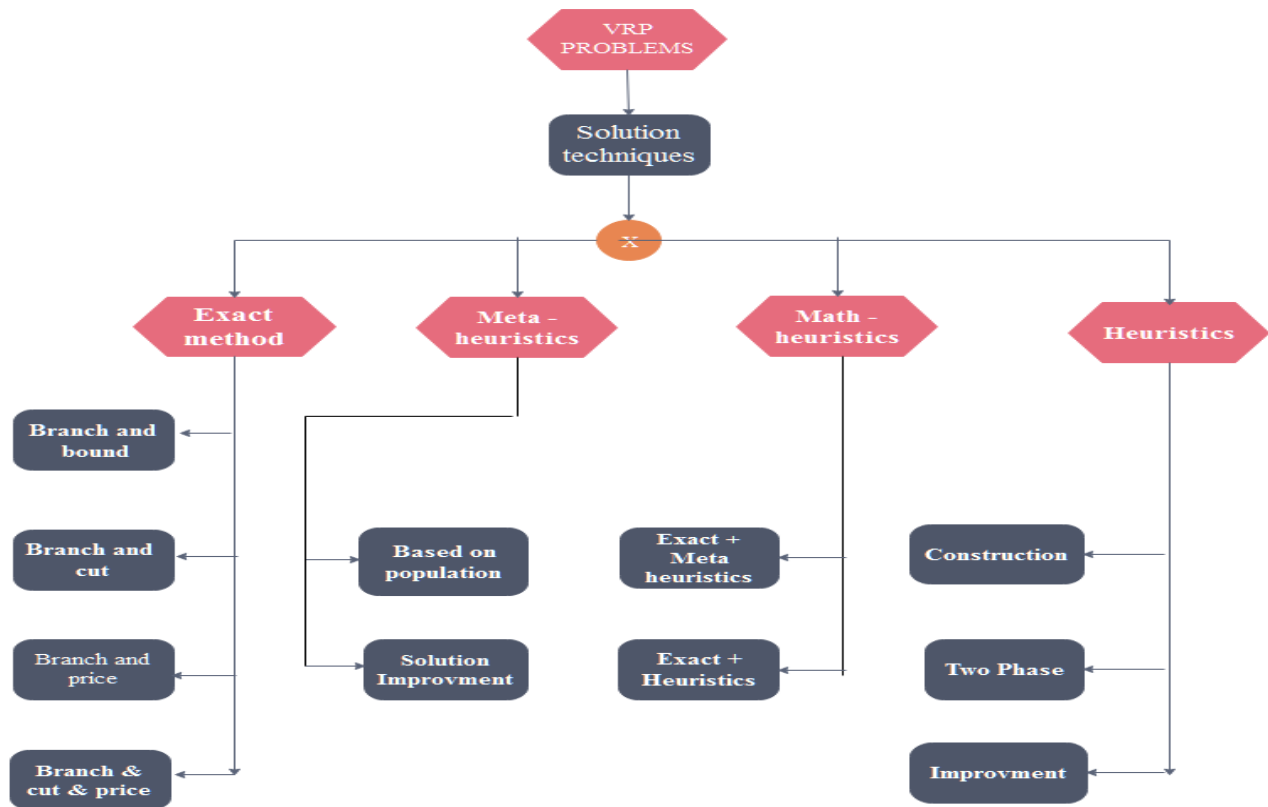 VRP
PROBLEMS
Solution
techniques
X
Exact
method
Meta -
heuristics
Math -
heuristics
Heuristics
Branch and
bound
Branch and
cut
Branch and
price
Branch &
cut & price
Based on
population
Solution
Improvment
Exact +
Meta
heuristics
Exact +
Heuristics
Construction
Two Phase
Improvment